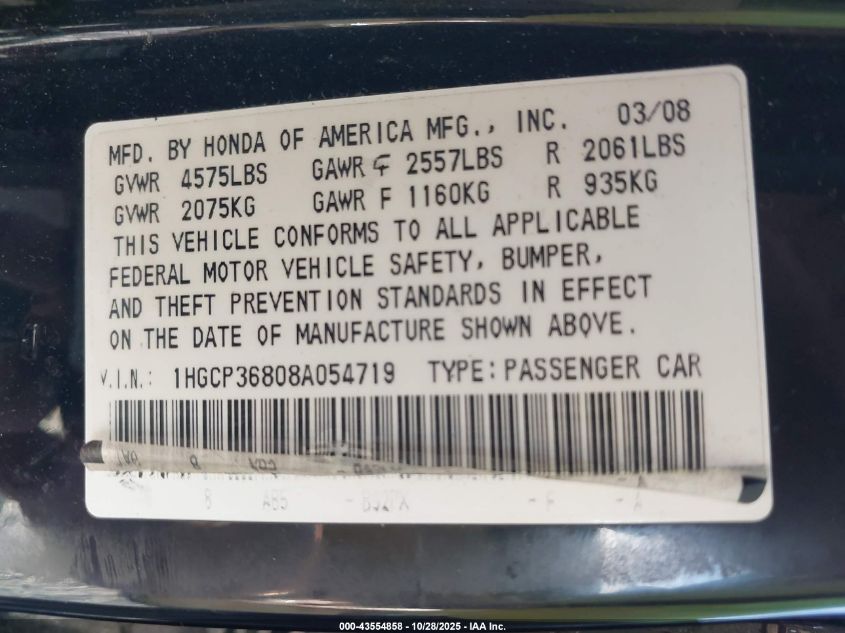 MFD. BY HONDA OF AMERICA MFG., INC. 03/08
GVWR 4575LBS GAWR F 2557LBS R 2061LBS
GVWR 2075KG GAWR F 1160KG R 935KG
THIS VEHICLE CONFORMS TO ALL APPLICABLE
FEDERAL MOTOR VEHICLE SAFETY, BUMPER,
AND THEFT PREVENTION STANDARDS IN EFFECT
ON THE DATE OF MANUFACTURE SHOWN ABOVE.
V.I.N.: 1HGCP36808A054719 TYPE: PASSENGER CAR
8 AB5 - F - A
000-43554858 - 10/28/2025 - IAA Inc.